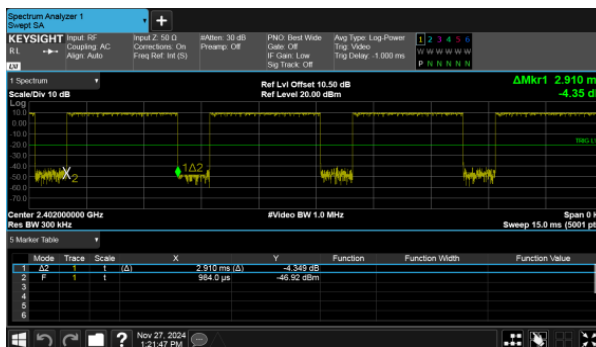 Spectrum Analyzer 1
Swept SA
+
KEYSIGHT Input: RF Input Z: 50 Ω #Atten: 30 dB PNO: Best Wide Avg Type: Log-Power 1 2 3 4 5 6
RL Coupling: AC Corrections: On Preamp: Off Gate: Off Trig: Video W W W W W W
Align: Auto Freq Ref: Int (S) IF Gain: Low Trig Delay: -1.000 ms P N N N N N
Sig Track: Off
LXI
1 Spectrum
Ref Lvl Offset 10.50 dB ΔMkr1 2.910 m
Scale/Div 10 dB Ref Level 20.00 dBm -4.35 d
Log
10.0
0.00
-10.0
-20.0
-30.0
-40.0
-50.0
-60.0
-70.0
TRIG L
X2
1Δ2
Center 2.402000000 GHz #Video BW 1.0 MHz Span 0 H
Res BW 300 kHz Sweep 15.0 ms (5001 pt
5 Marker Table
Mode Trace Scale X Y Function Function Width Function Value
1 Δ2 1 t (Δ) 2.910 ms (Δ) -4.349 dB
2 F 1 t 984.0 µs -46.92 dBm
3
4
5
6
? Nov 27, 2024
1:21:47 PM